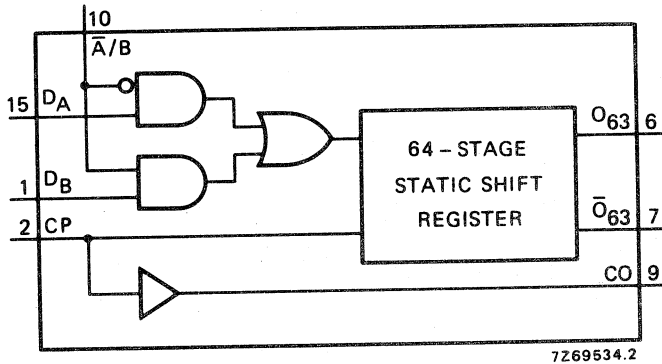 10
A̅/B
15 DA
1 DB
2 CP
64–STAGE
STATIC SHIFT
REGISTER
O63 6
O̅63 7
CO 9
7Z69534.2